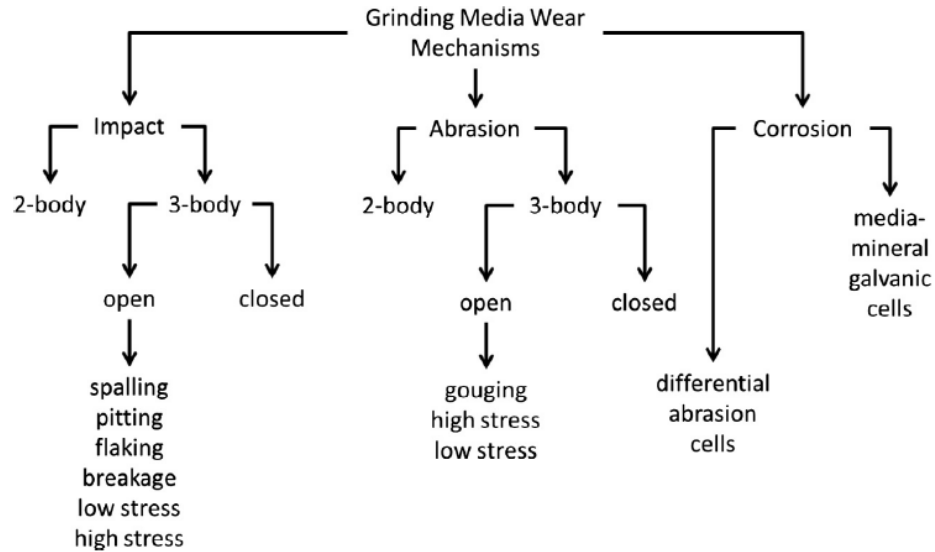 Grinding Media Wear
Mechanisms
Impact
Abrasion
Corrosion
2-body
3-body
2-body
3-body
media-
mineral
galvanic
cells
open
closed
open
closed
spalling
pitting
flaking
breakage
low stress
high stress
gouging
high stress
low stress
differential
abrasion
cells